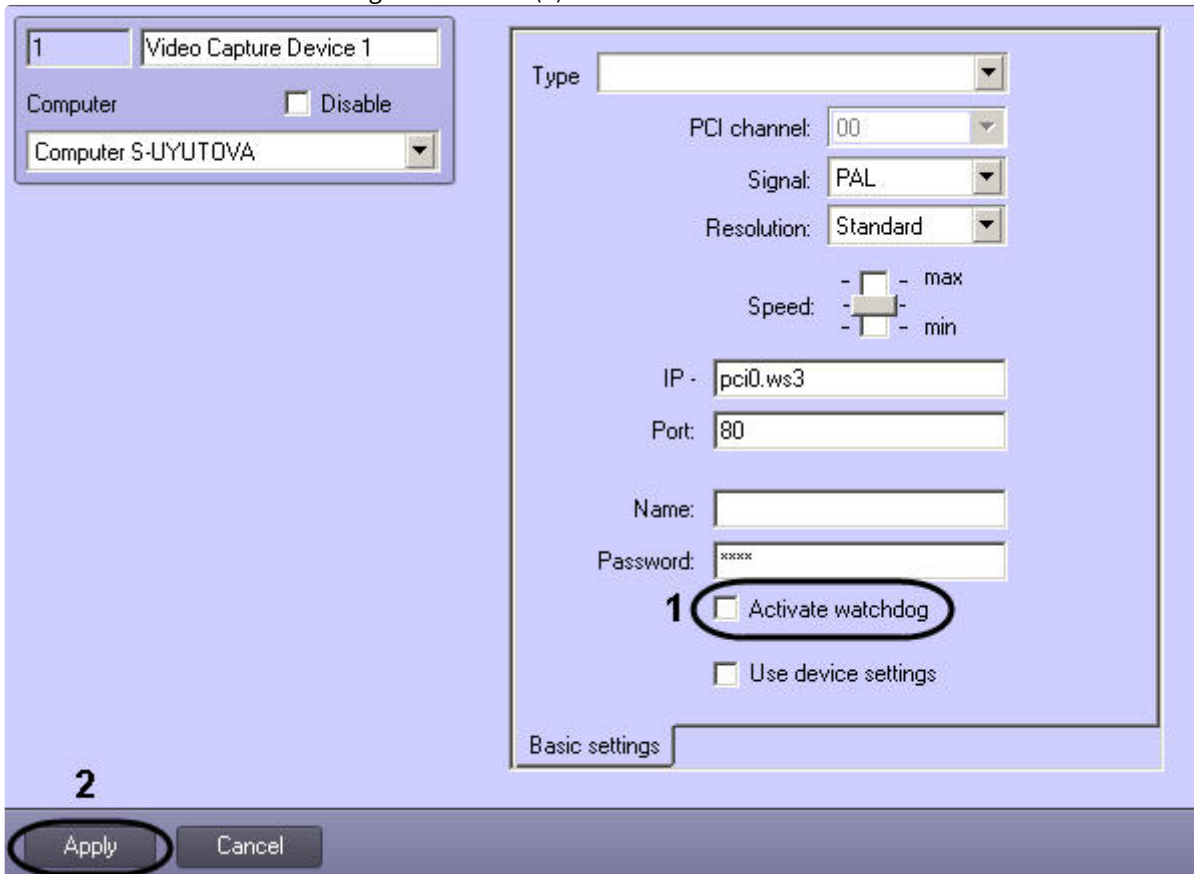 1 Video Capture Device 1
Computer Disable
Computer S-UYUTOVA
Type
PCI channel: 00
Signal: PAL
Resolution: Standard
- - max
Speed: - -
- - min
IP - pci0.ws3
Port: 80
Name:
Password: ****
1 Activate watchdog
Use device settings
Basic settings
2
Apply Cancel